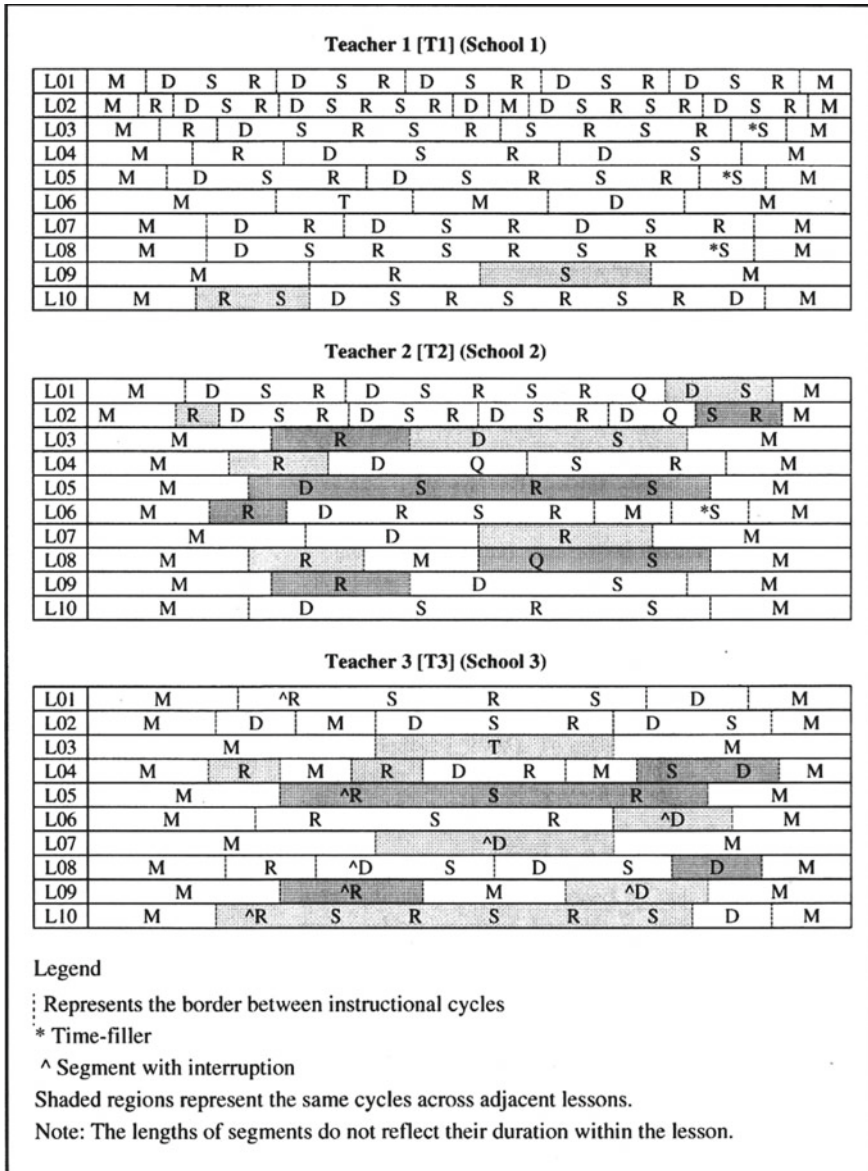 Teacher 1 [T1] (School 1)
L01 M D S R D S R D S R D S R D S R M
L02 M R D S R D S R S R D M D S R S R D S R M
L03 M R D S R S R S R S R *S M
L04 M R D S R D S M
L05 M D S R D S R S R *S M
L06 M T M D M
L07 M D R D S R D S R M
L08 M D S R S R S R *S M
L09 M R S M
L10 M R S D S R S R S R D M
Teacher 2 [T2] (School 2)
L01 M D S R D S R S R Q D S M
L02 M R D S R D S R D S R D Q S R M
L03 M R D S M
L04 M R D Q S R M
L05 M D S R S M
L06 M R D R S R M *S M
L07 M D R M
L08 M R M Q S M
L09 M R D S M
L10 M D S R S M
Teacher 3 [T3] (School 3)
L01 M ^R S R S D M
L02 M D M D S R D S M
L03 M T M
L04 M R M R D R M S D M
L05 M ^R S R M
L06 M R S R ^D M
L07 M ^D M
L08 M R ^D S D S D M
L09 M ^R M ^D M
L10 M ^R S R S R S D M
Legend
Represents the border between instructional cycles
* Time-filler
^ Segment with interruption
Shaded regions represent the same cycles across adjacent lessons.
Note: The lengths of segments do not reflect their duration within the lesson.